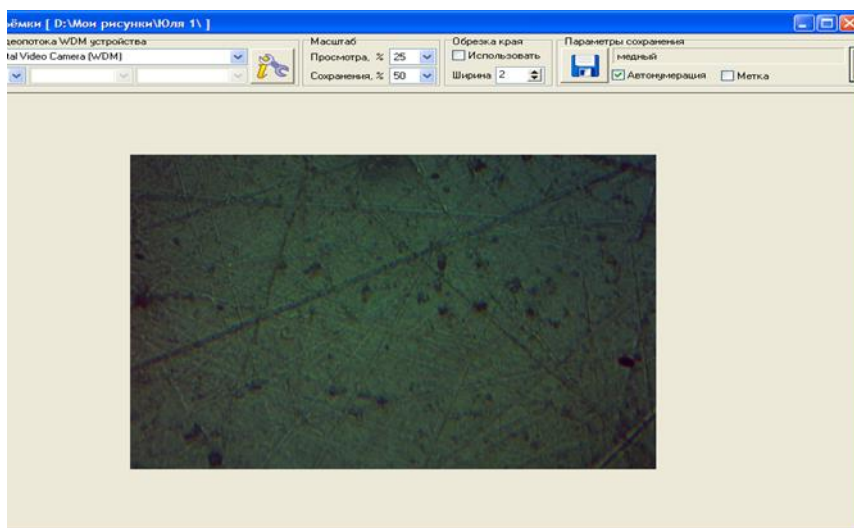 ъёмки [ D:\Мои рисунки\Юля 1\ ]
деопотока WDM устройства
tal Video Camera (WDM)
Масштаб
Просмотра, % 25
Сохранения, % 50
Обрезка края
Использовать
Ширина 2
Параметры сохранения
медный
Автонумерация Метка